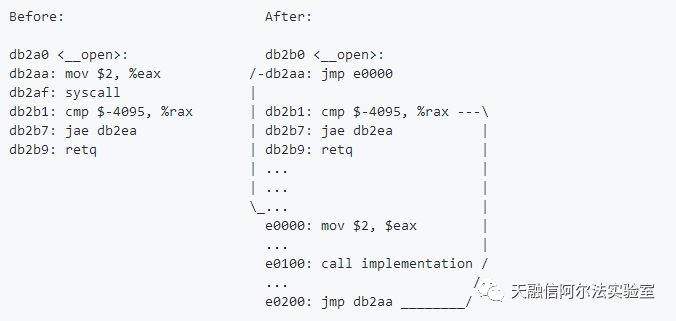 Before:                         After:

db2a0 <__open>:                 db2b0 <__open>:
db2aa: mov $2, %eax           /-db2aa: jmp e0000
db2af: syscall                |
db2b1: cmp $-4095, %rax       | db2b1: cmp $-4095, %rax ---\
db2b7: jae db2ea              | db2b7: jae db2ea           |
db2b9: retq                   | db2b9: retq                |
                              | ...                        |
                              | ...                        |
                              \_...                        |
                                e0000: mov $2, $eax        |
                                ...                        |
                                e0100: call implementation /
                                ...                       /
                                e0200: jmp db2aa ________/
天融信阿尔法实验室